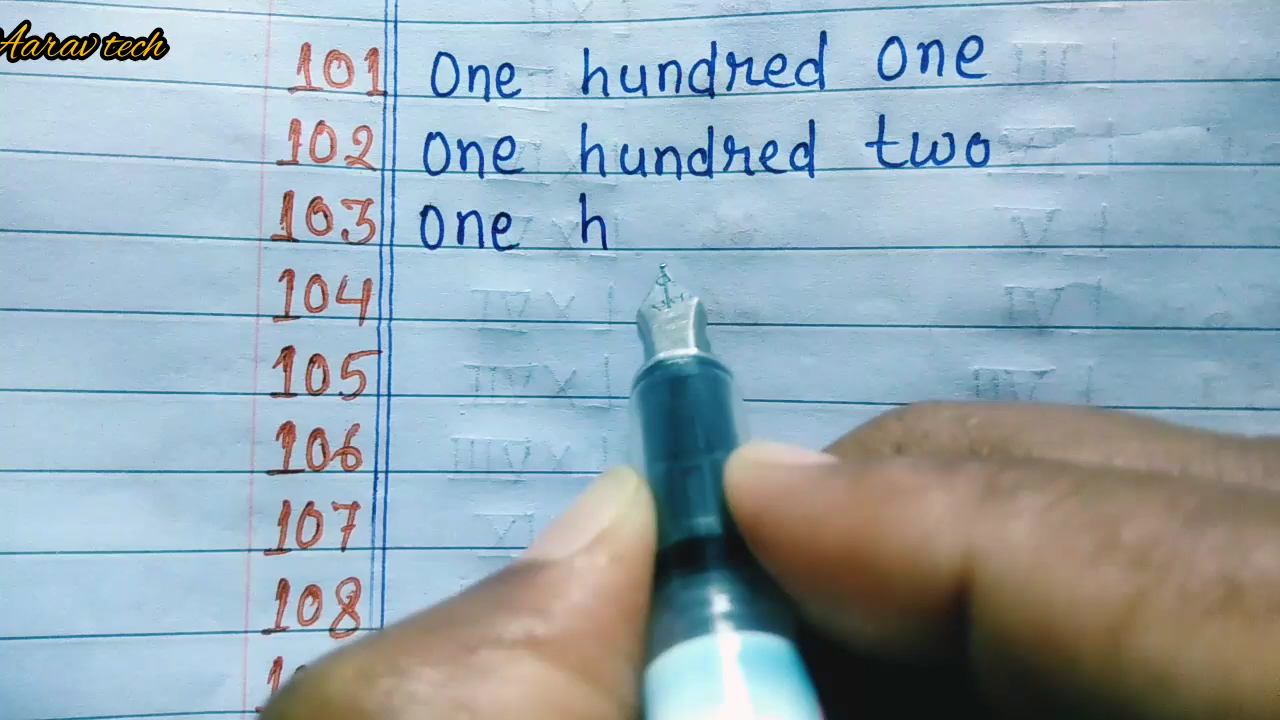 Aarav tech
101 One hundred one
102 One hundred two
103 One h
104
105
106
107
108